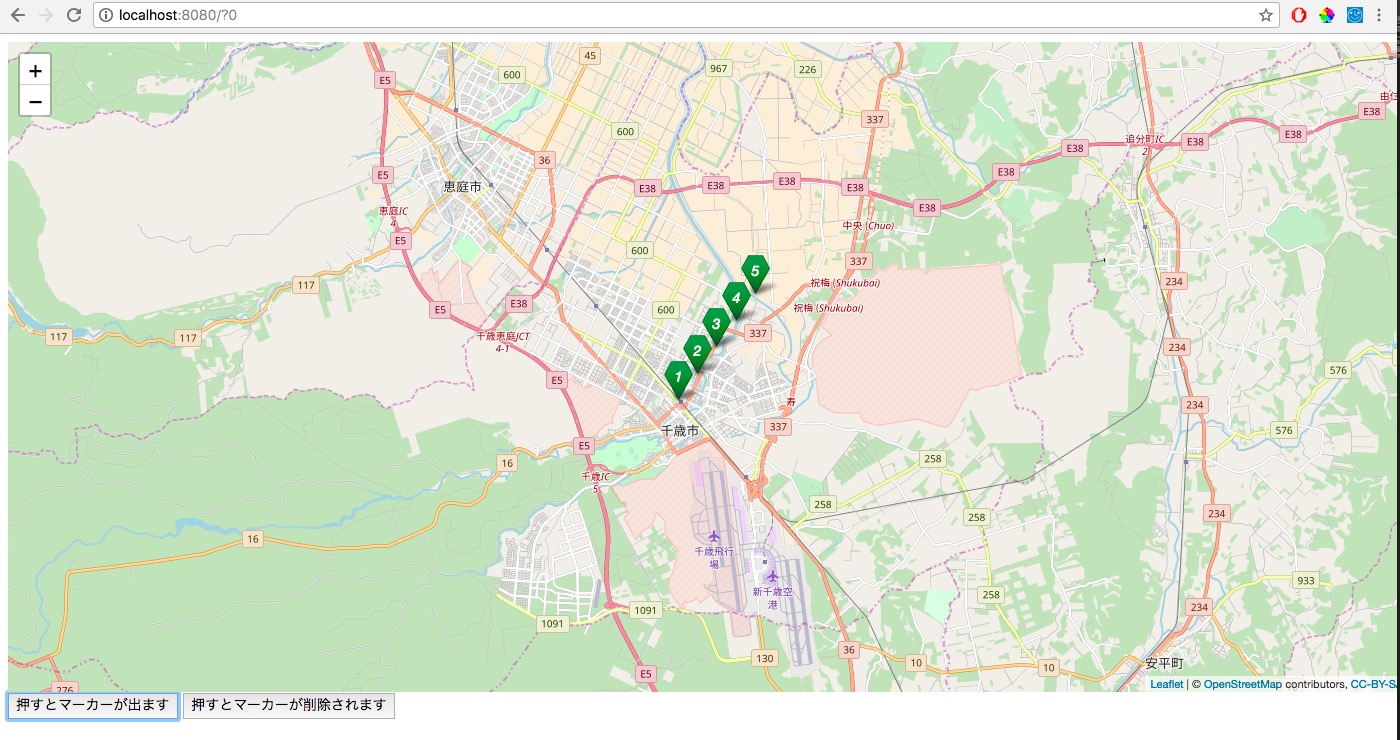 localhost:8080/?0
+
−
45
600
967
226
E5
E38
由仁
337
600
追分町IC
2
E38
E38
E38
36
E5
E38
恵庭市
E38
E38
E38
E38
E38
恵庭IC
4
中央 (Chuo)
E5
600
337
5
117
祝梅 (Shukubai)
234
4
E5
E38
600
祝梅 (Shukubai)
3
337
117
117
千歳恵庭JCT
4-1
2
234
576
1
E5
寿
234
千歳市
337
576
E5
16
258
千歳IC
5
258
234
258
16
千歳飛行
場
新千歳空
港
933
258
1091
234
1091
36
130
10
10
安平町
E5
276
Leaflet | © OpenStreetMap contributors, CC-BY-SA
押すとマーカーが出ます
押すとマーカーが削除されます